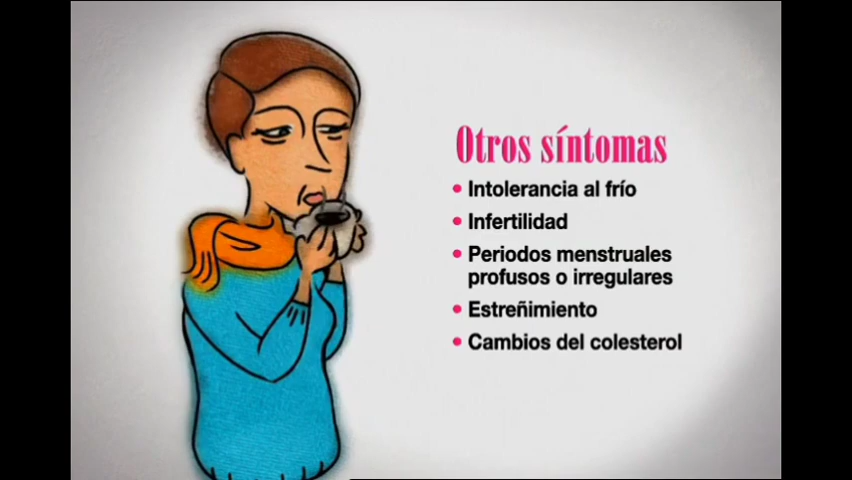 Otros síntomas
• Intolerancia al frío
• Infertilidad
• Periodos menstruales
profusos o irregulares
• Estreñimiento
• Cambios del colesterol